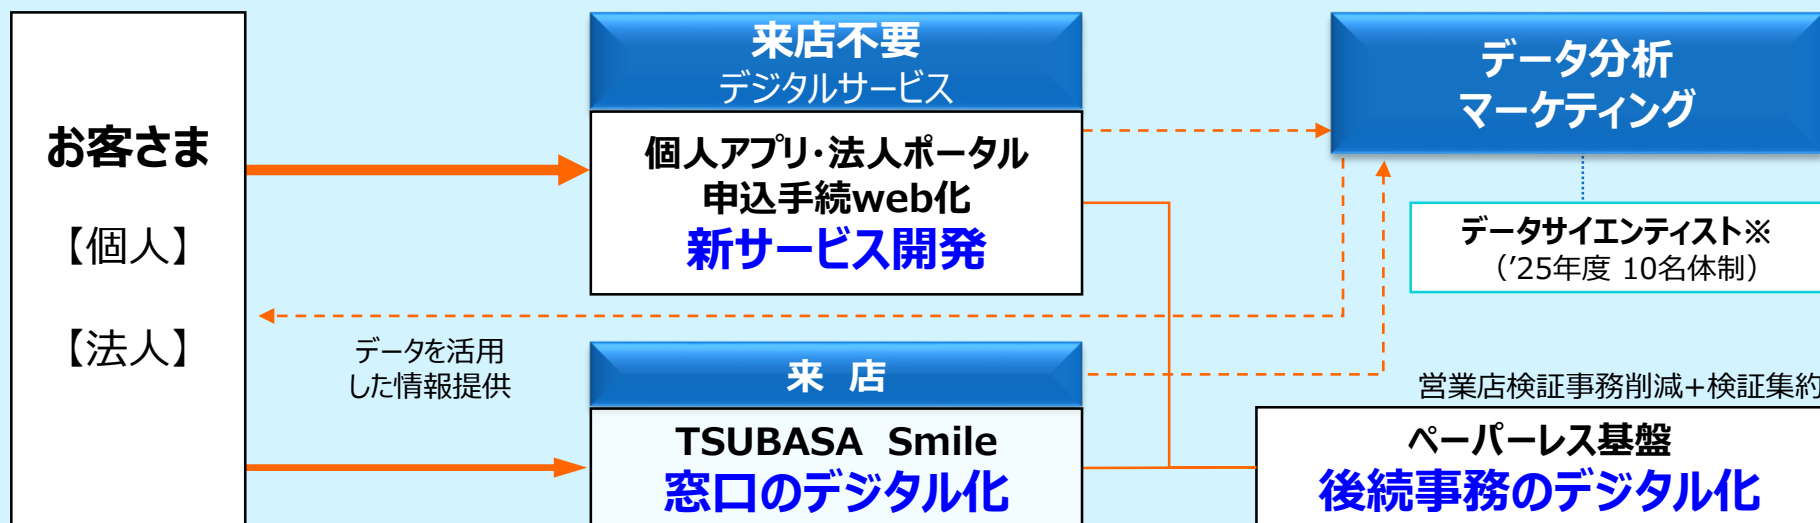 お客さま
【個人】
【法人】
来店不要
デジタルサービス
個人アプリ・法人ポータル
申込手続web化
新サービス開発
データ分析
マーケティング
データサイエンティスト※
（’25年度 10名体制）
データを活用
した情報提供
来 店
TSUBASA Smile
窓口のデジタル化
営業店検証事務削減+検証集約
ペーパーレス基盤
後続事務のデジタル化